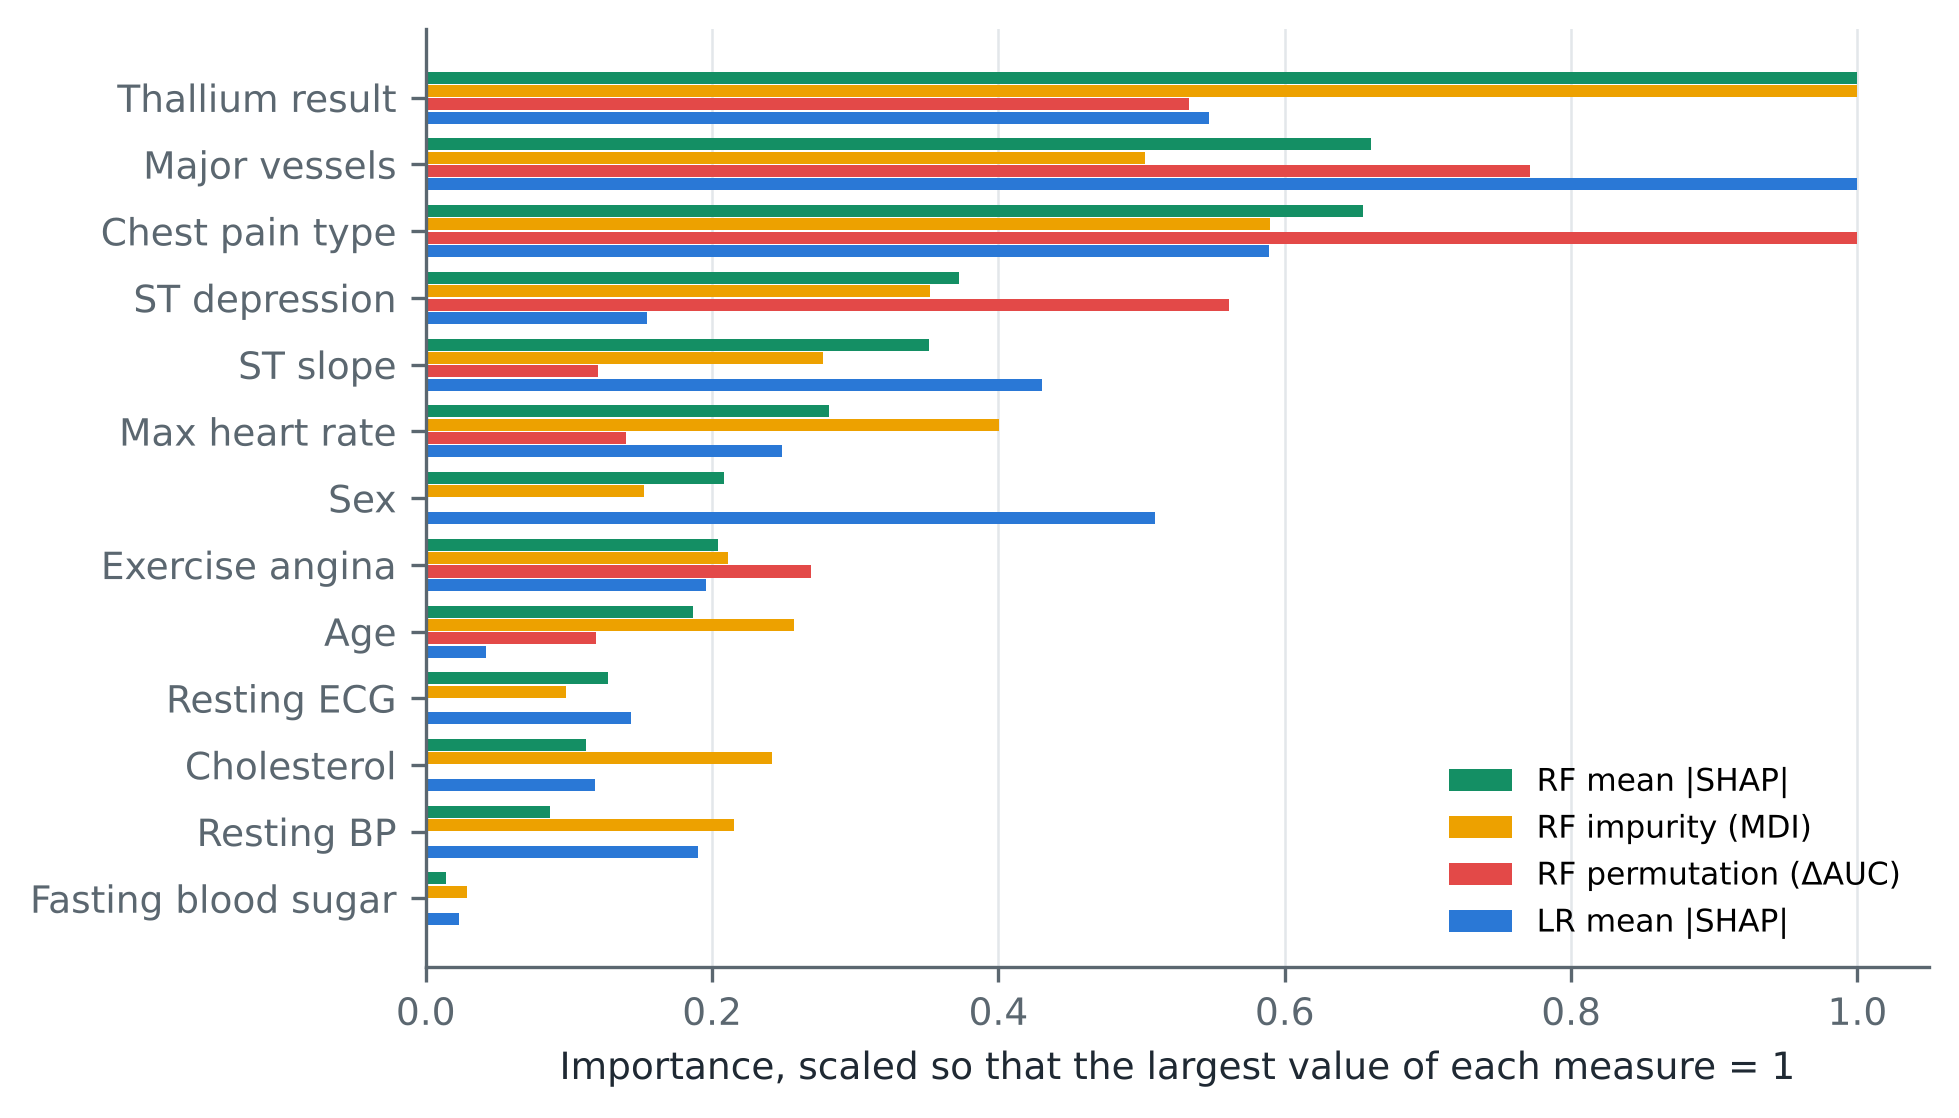 Thallium result
Major vessels
Chest pain type
ST depression
ST slope
Max heart rate
Sex
Exercise angina
Age
Resting ECG
Cholesterol
Resting BP
Fasting blood sugar
RF mean |SHAP|
RF impurity (MDI)
RF permutation (ΔAUC)
LR mean |SHAP|
0.0 0.2 0.4 0.6 0.8 1.0
Importance, scaled so that the largest value of each measure = 1